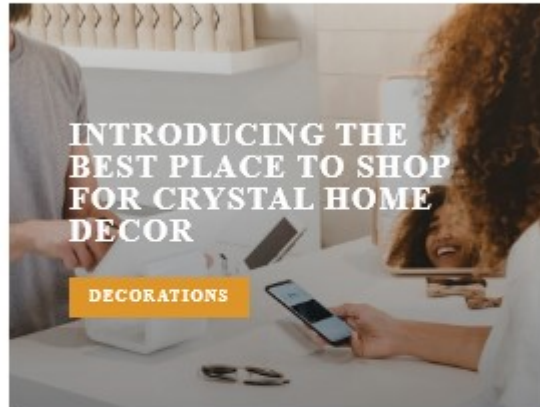 INTRODUCING THE
BEST PLACE TO SHOP
FOR CRYSTAL HOME
DECOR
DECORATIONS